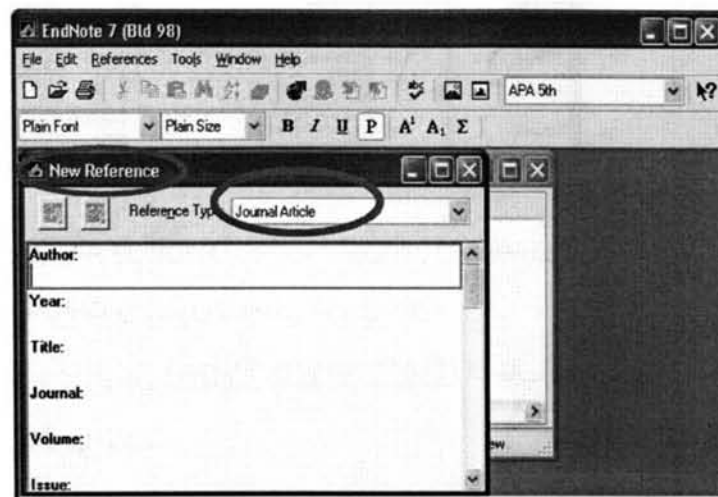 EndNote 7 (Bld 98)
File Edit References Tools Window Help
APA 5th
Plain Font Plain Size B I U P A¹ A₁ Σ
New Reference
Reference Typ Journal Article
Author:
Year:
Title:
Journal:
Volume:
Issue: